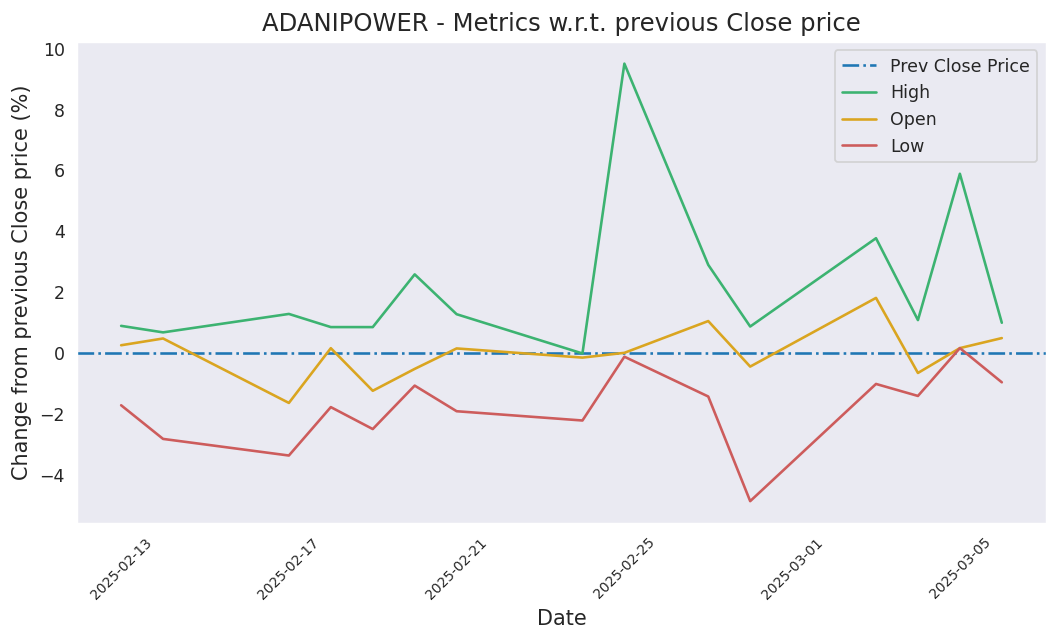 ADANIPOWER - Metrics w.r.t. previous Close price
Change from previous Close price (%)
10
8
6
4
2
0
−2
−4
Prev Close Price
High
Open
Low
2025-02-13
2025-02-17
2025-02-21
2025-02-25
2025-03-01
2025-03-05
Date